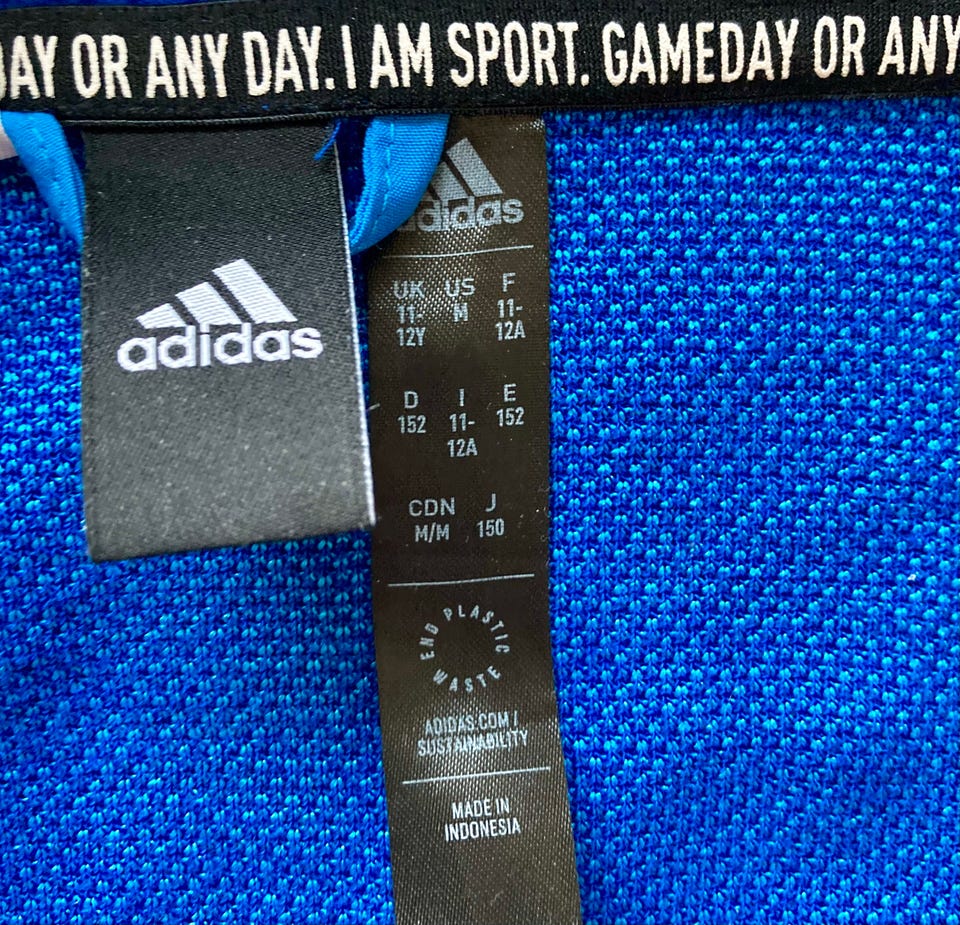 DAY OR ANY DAY. I AM SPORT. GAMEDAY OR ANY
adidas
adidas
UK US F
11- M 11-
12Y 12A
D I E
152 11- 152
12A
CDN J
M/M 150
END PLASTIC WASTE
ADIDAS.COM/
SUSTAINABILITY
MADE IN
INDONESIA